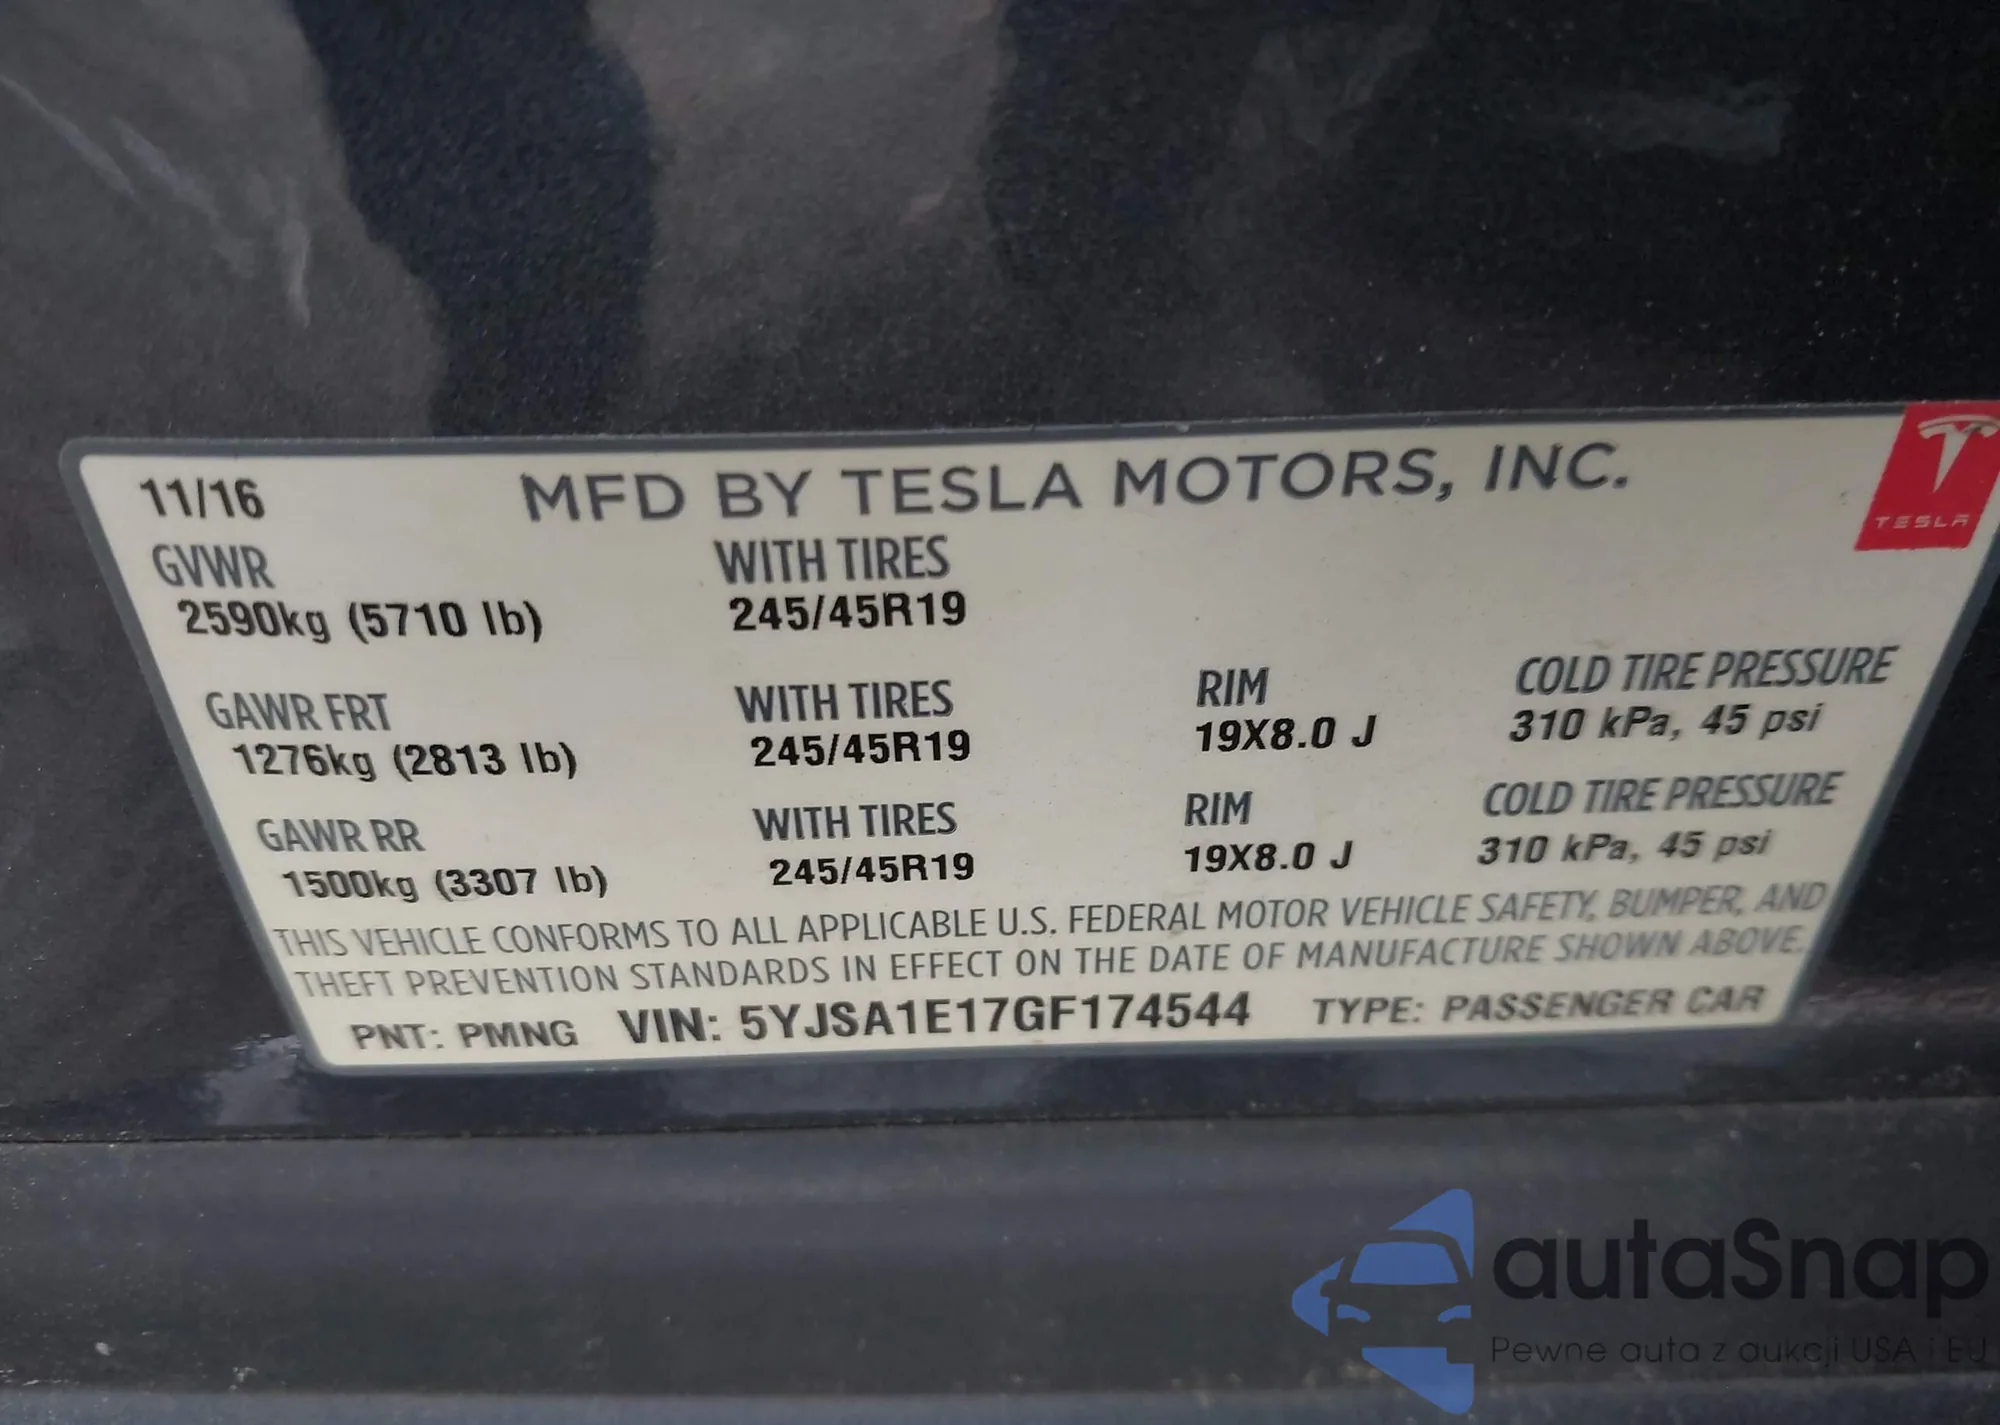 11/16 MFD BY TESLA MOTORS, INC.
TESLA
GVWR WITH TIRES
2590kg (5710 lb) 245/45R19
GAWR FRT WITH TIRES RIM COLD TIRE PRESSURE
1276kg (2813 lb) 245/45R19 19X8.0 J 310 kPa, 45 psi
GAWR RR WITH TIRES RIM COLD TIRE PRESSURE
1500kg (3307 lb) 245/45R19 19X8.0 J 310 kPa, 45 psi
THIS VEHICLE CONFORMS TO ALL APPLICABLE U.S. FEDERAL MOTOR VEHICLE SAFETY, BUMPER, AND
THEFT PREVENTION STANDARDS IN EFFECT ON THE DATE OF MANUFACTURE SHOWN ABOVE.
PNT: PMNG VIN: 5YJSA1E17GF174544 TYPE: PASSENGER CAR
autaSnap
Pewne auta z aukcji USA i EU